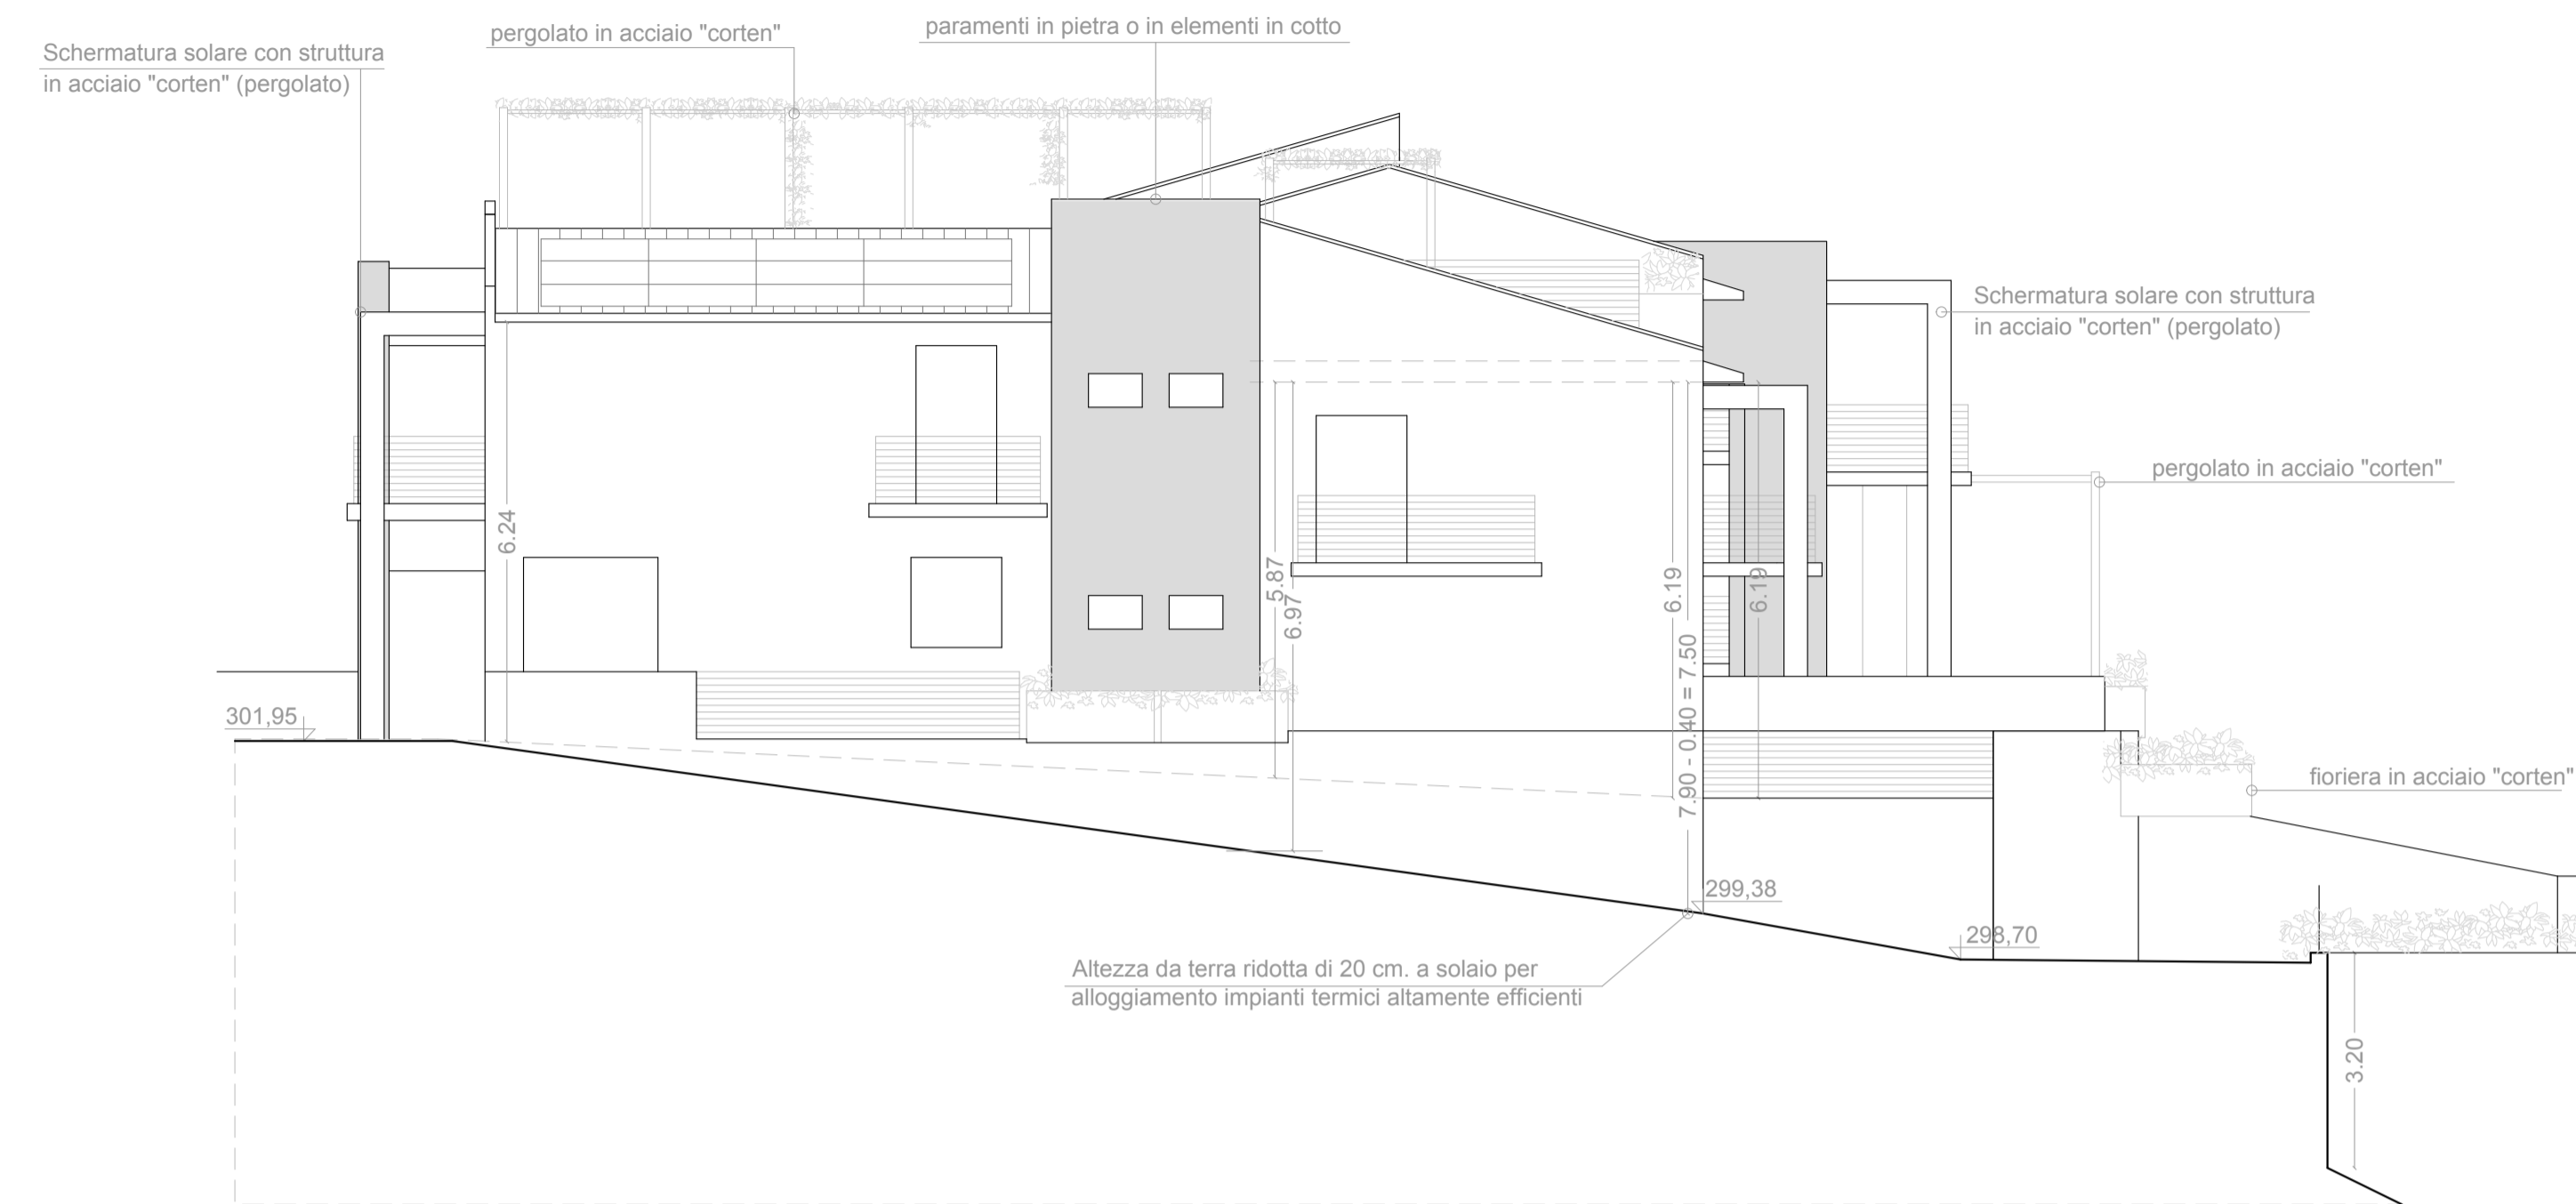 Schermatura solare con struttura
in acciaio "corten" (pergolato)
pergolato in acciaio "corten"
paramenti in pietra o in elementi in cotto
Schermatura solare con struttura
in acciaio "corten" (pergolato)
pergolato in acciaio "corten"
fioriera in acciaio "corten"
6.24
5.87
6.97
6.19
7.90 - 0.40 = 7.50
6.19
301,95
299,38
298,70
Altezza da terra ridotta di 20 cm. a solaio per
alloggiamento impianti termici altamente efficienti
3.20